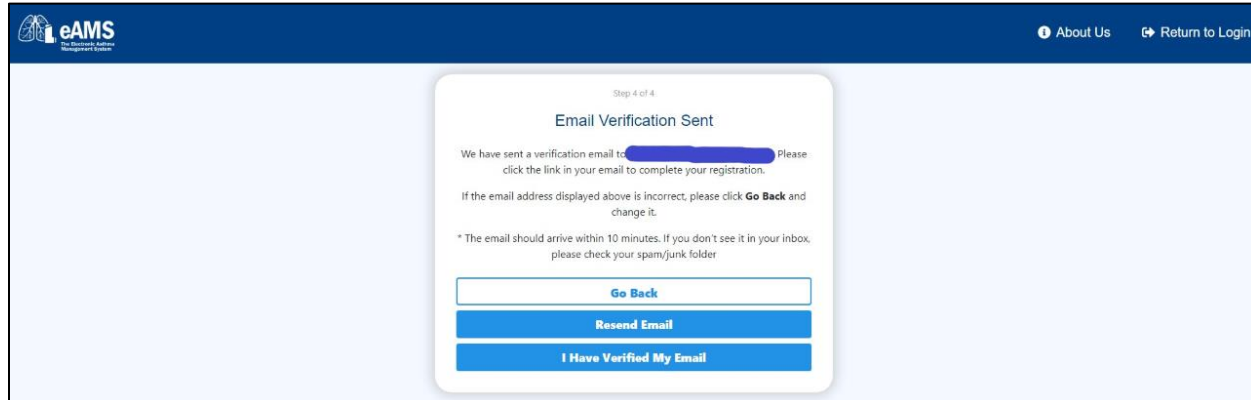 eAMS
The Electronic Asthma
Management System
About Us
Return to Login
Step 4 of 4
Email Verification Sent
We have sent a verification email to Please
click the link in your email to complete your registration.
If the email address displayed above is incorrect, please click Go Back and
change it.
* The email should arrive within 10 minutes. If you don't see it in your inbox,
please check your spam/junk folder
Go Back
Resend Email
I Have Verified My Email